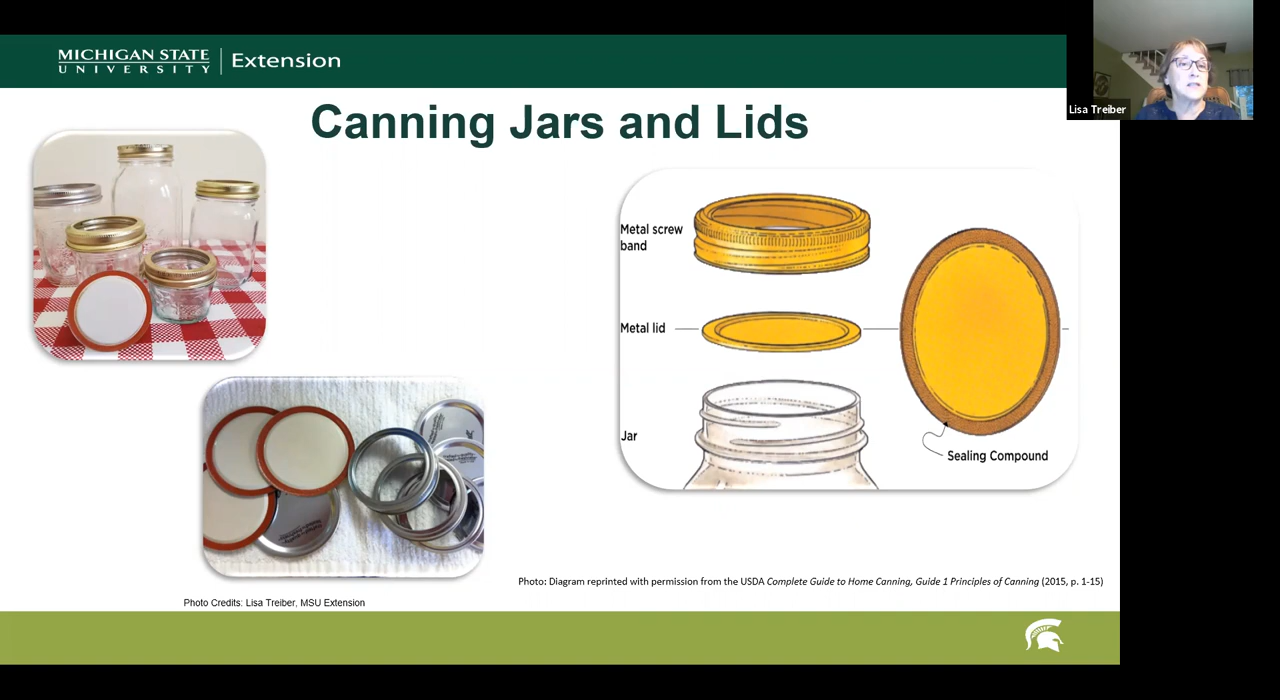 MICHIGAN STATE
UNIVERSITY
Extension
Lisa Treiber
Canning Jars and Lids
Metal screw
band
Metal lid
Jar
Sealing Compound
Photo: Diagram reprinted with permission from the USDA Complete Guide to Home Canning, Guide 1 Principles of Canning (2015, p. 1-15)
Photo Credits: Lisa Treiber, MSU Extension